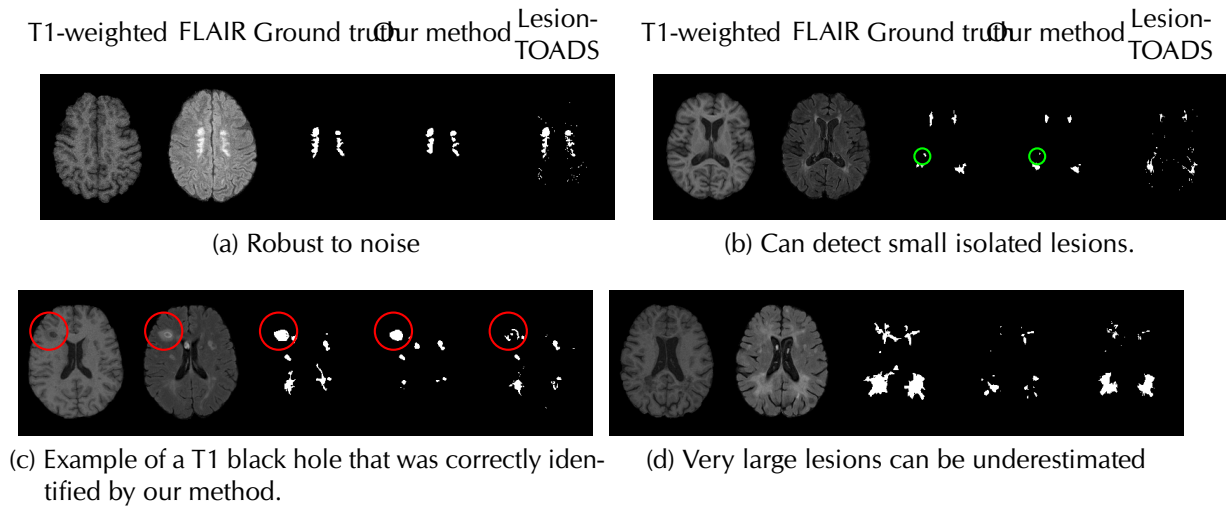 T1-weighted FLAIR Ground truth Our method Lesion-
TOADS
T1-weighted FLAIR Ground truth Our method Lesion-
TOADS
(a) Robust to noise
(b) Can detect small isolated lesions.
(c) Example of a T1 black hole that was correctly iden-
tified by our method.
(d) Very large lesions can be underestimated